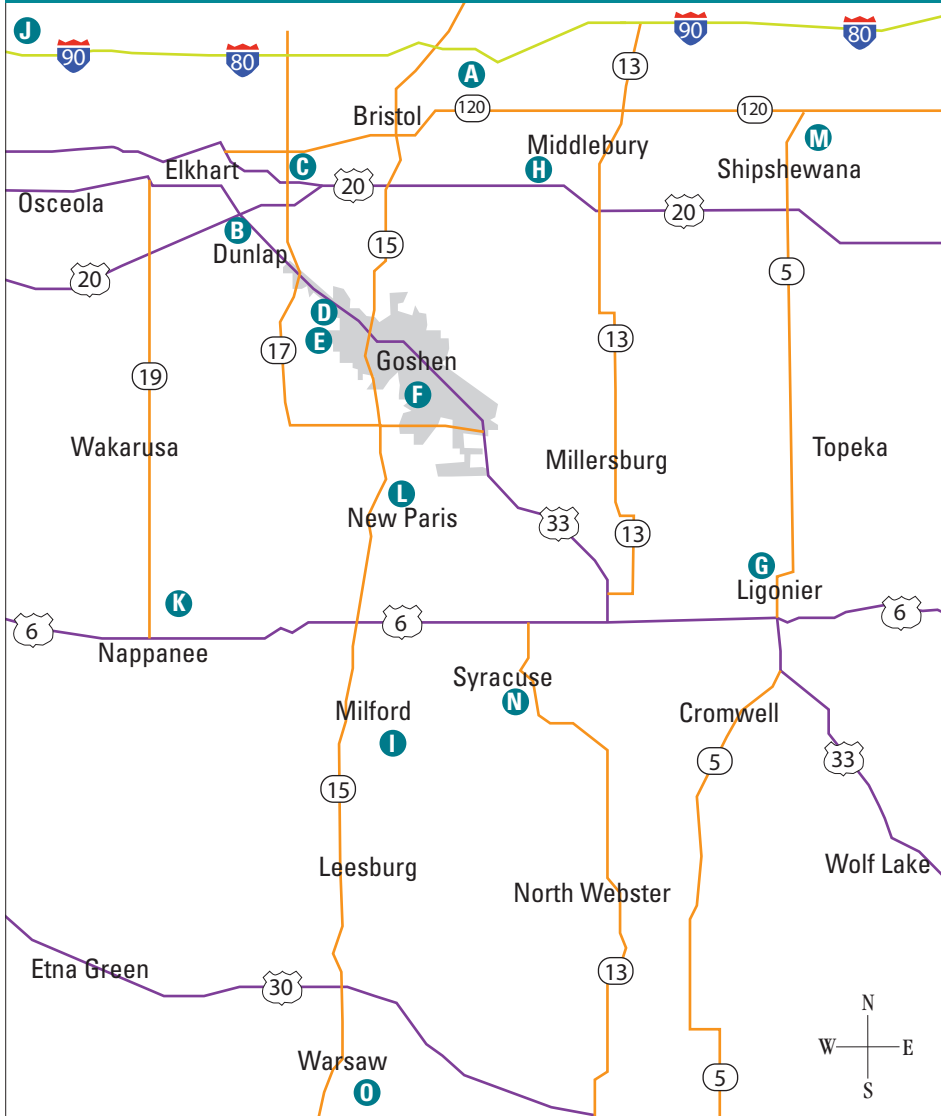 J
90
80
90
80
13
A
120
120
Bristol
Middlebury
M
Shipshewana
Elkhart
C
H
20
Osceola
20
B
15
Dunlap
20
5
D
E
17
13
Goshen
19
F
Wakarusa
Millersburg
Topeka
L
New Paris
33
13
G
Ligonier
K
6
6
6
Nappanee
Syracuse
N
Milford
Cromwell
I
5
33
15
Leesburg
Wolf Lake
North Webster
Etna Green
13
30
N
W E
S
Warsaw
5
O